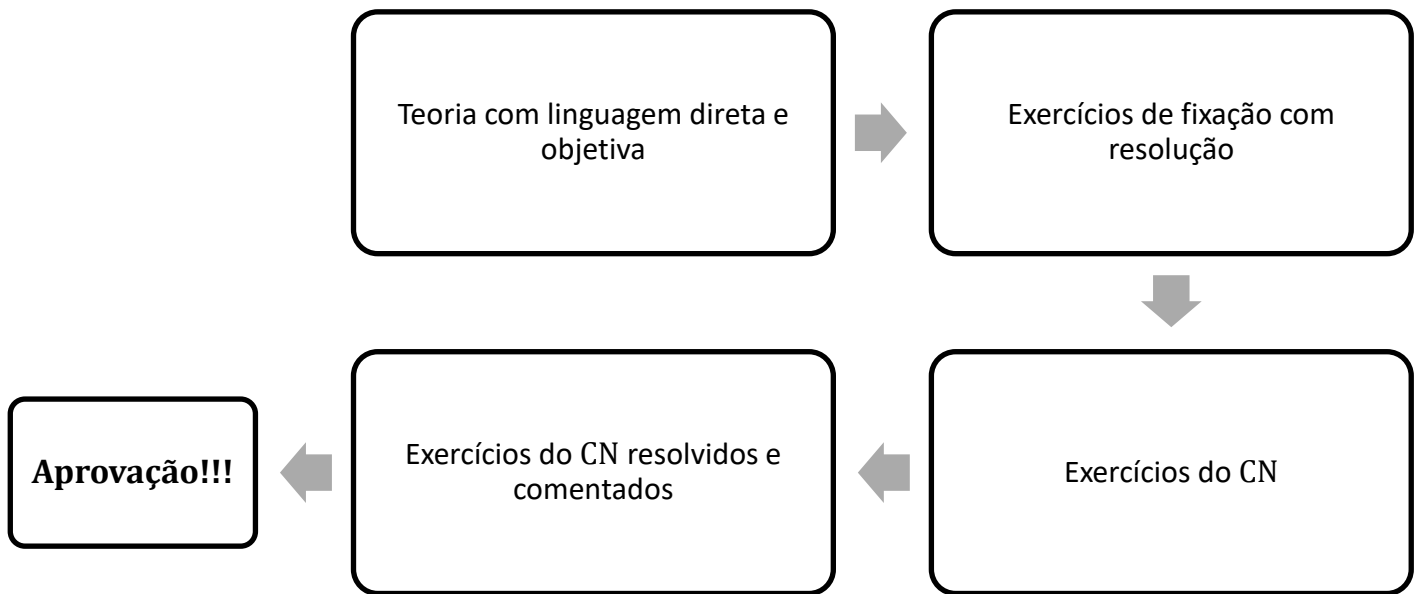 Teoria com linguagem direta e
objetiva
Exercícios de fixação com
resolução
Exercícios do CN
Exercícios do CN resolvidos e
comentados
Aprovação!!!